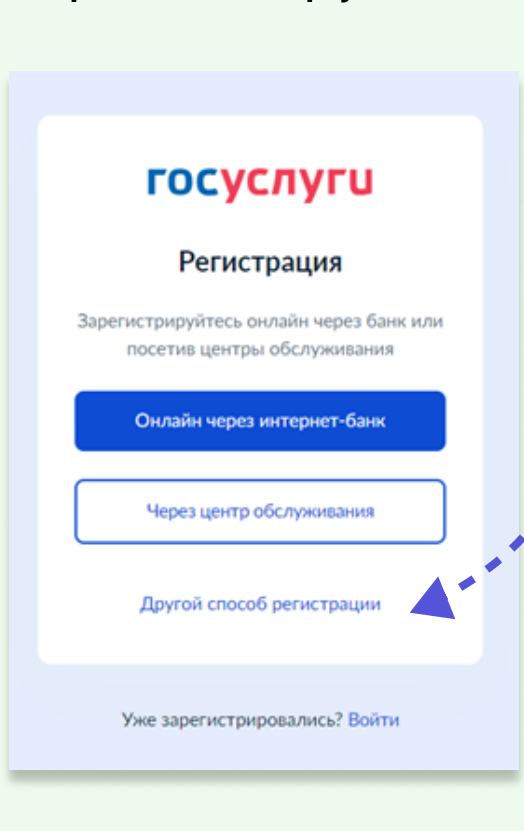 госуслуги
Регистрация
Зарегистрируйтесь онлайн через банк или
посетив центры обслуживания
Онлайн через интернет-банк
Через центр обслуживания
Другой способ регистрации
Уже зарегистрировались? Войти